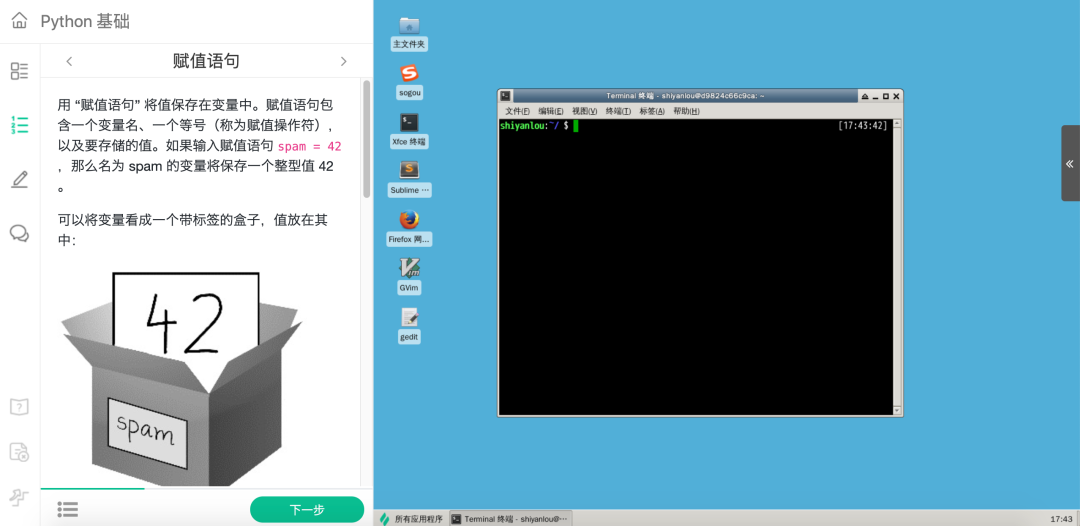 Python 基础
赋值语句
用 “赋值语句” 将值保存在变量中。赋值语句包
含一个变量名、一个等号（称为赋值操作符），
以及要存储的值。如果输入赋值语句 spam = 42
，那么名为 spam 的变量将保存一个整型值 42
。
可以将变量看成一个带标签的盒子，值放在其
中：
42
spam
下一步
主文件夹
sogou
Xfce 终端
Sublime ⋯
Firefox 网...
GVim
gedit
Terminal 终端 - shiyanlou@d9824c66c9ca: ~
文件(F) 编辑(E) 视图(V) 终端(T) 标签(A) 帮助(H)
shiyanlou:~/ $ [17:43:42]
所有应用程序 Terminal 终端 - shiyanlou@⋯ 17:43